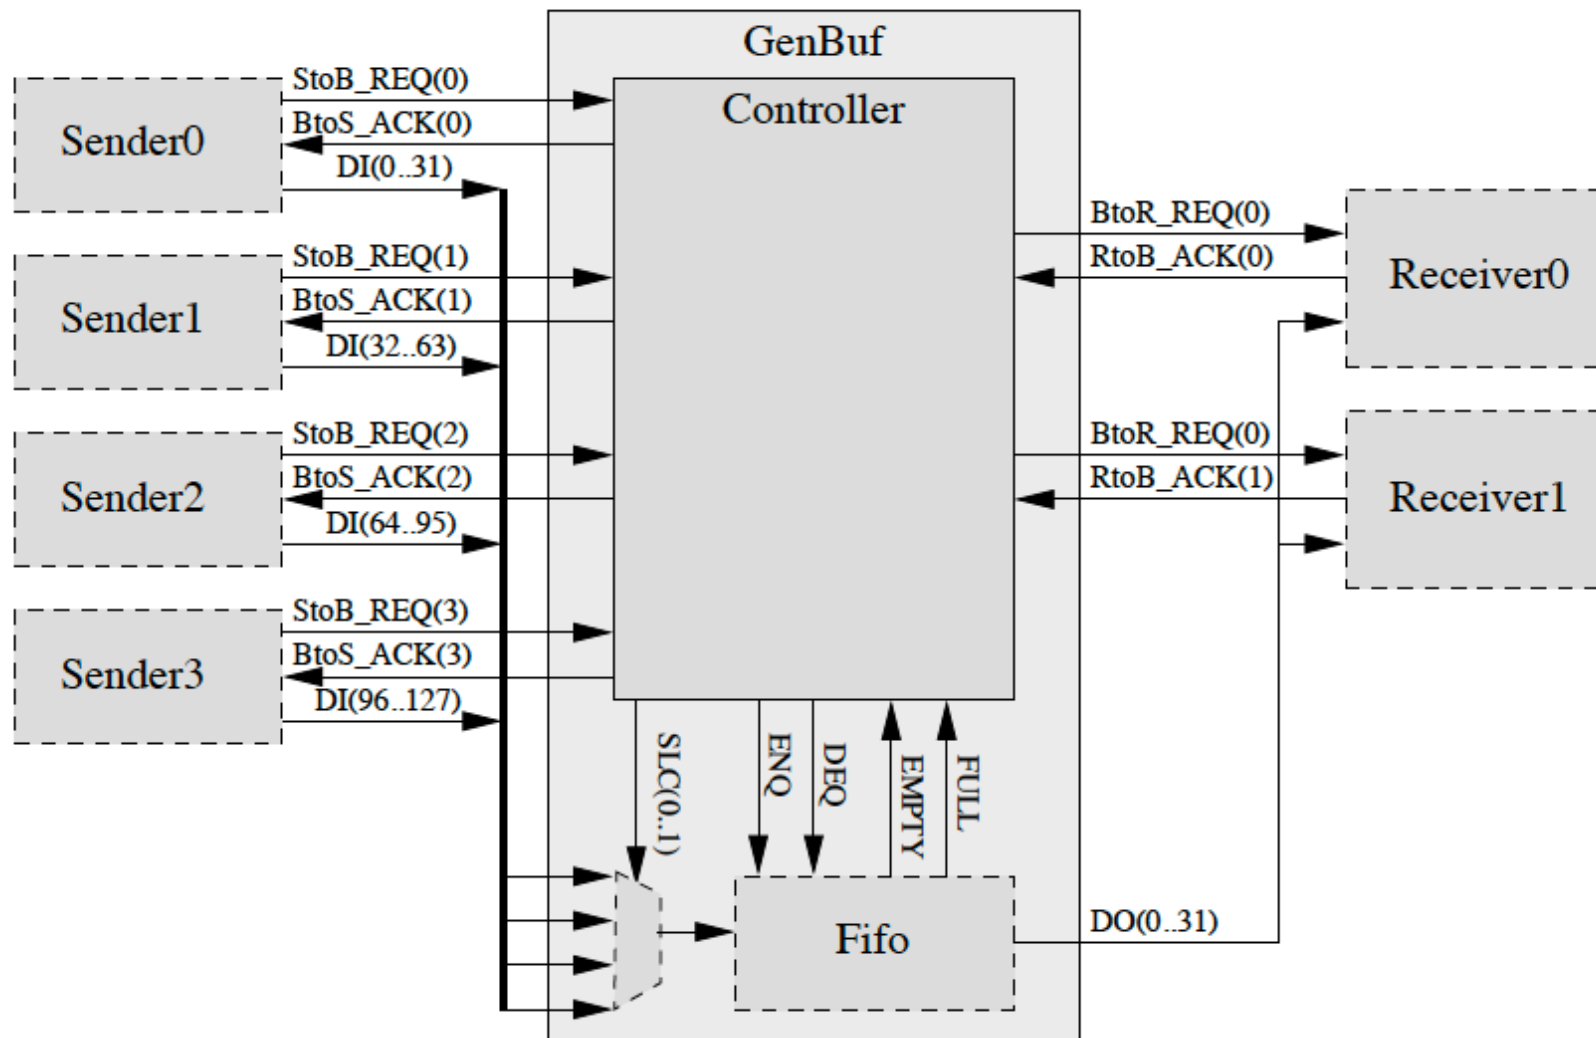 GenBuf
Controller
Sender0
StoB_REQ(0)
BtoS_ACK(0)
DI(0..31)
Sender1
StoB_REQ(1)
BtoS_ACK(1)
DI(32..63)
Sender2
StoB_REQ(2)
BtoS_ACK(2)
DI(64..95)
Sender3
StoB_REQ(3)
BtoS_ACK(3)
DI(96..127)
BtoR_REQ(0)
RtoB_ACK(0)
Receiver0
BtoR_REQ(0)
RtoB_ACK(1)
Receiver1
SLC(0..1)
ENQ
DEQ
EMPTY
FULL
Fifo
DO(0..31)